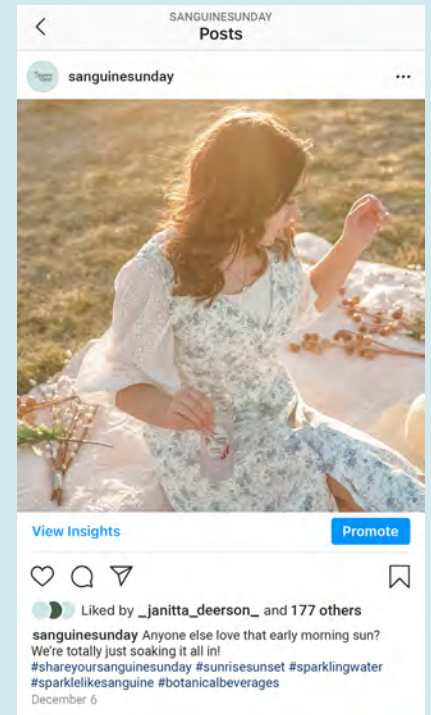 SANGUINESUNDAY
Posts
sanguinesunday
View Insights
Promote
Liked by _janitta_deerson_ and 177 others
sanguinesunday Anyone else love that early morning sun?
We're totally just soaking it all in!
#shareyoursanguinesunday #sunrisesunset #sparklingwater
#sparklelikesanguine #botanicalbeverages
December 6